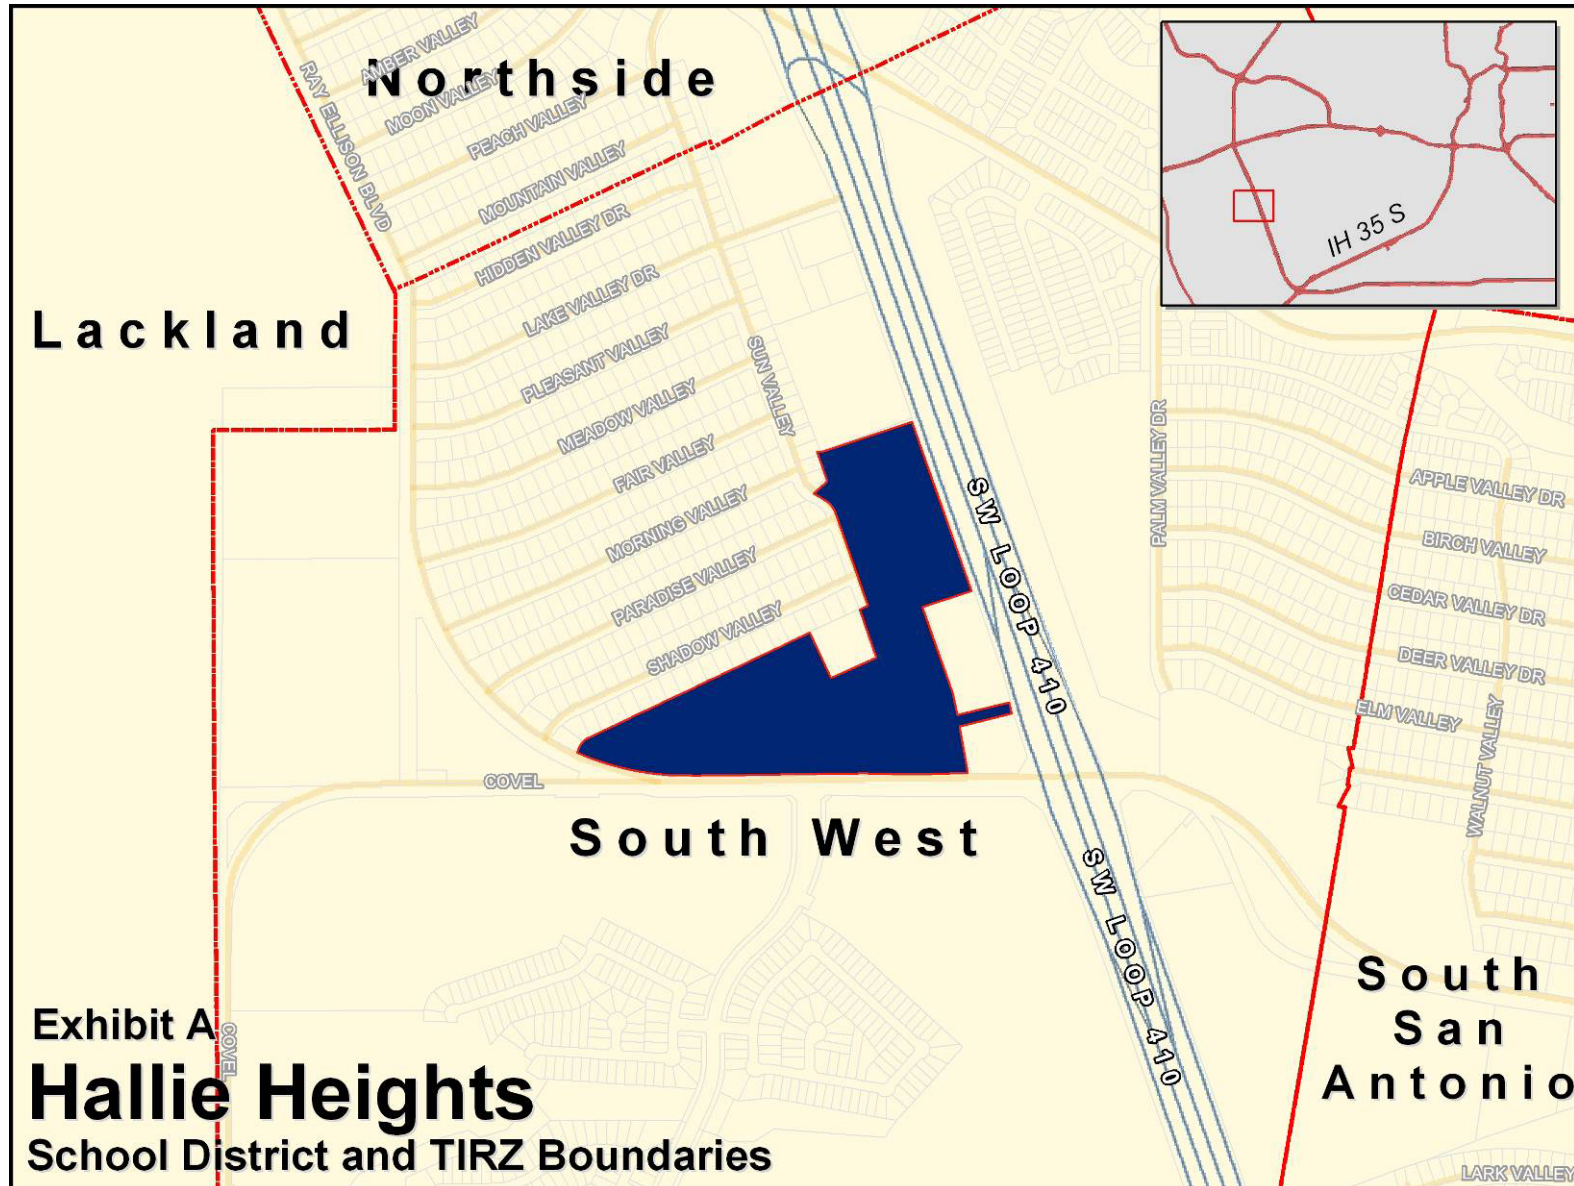 AMBER VALLEY
Northside
RAY ELLISON BLVD
MOON VALLEY
PEACH VALLEY
MOUNTAIN VALLEY
HIDDEN VALLEY DR
IH 35 S
Lackland
LAKE VALLEY DR
PLEASANT VALLEY
SUN VALLEY
MEADOW VALLEY
FAIR VALLEY
MORNING VALLEY
PARADISE VALLEY
SHADOW VALLEY
SW LOOP 410
PALM VALLEY DR
APPLE VALLEY DR
BIRCH VALLEY
CEDAR VALLEY DR
DEER VALLEY DR
ELM VALLEY
WALNUT VALLEY
COVEL
South West
SW LOOP 410
South
San
Antonio
Exhibit A
COVEL
Hallie Heights
School District and TIRZ Boundaries
LARK VALLEY